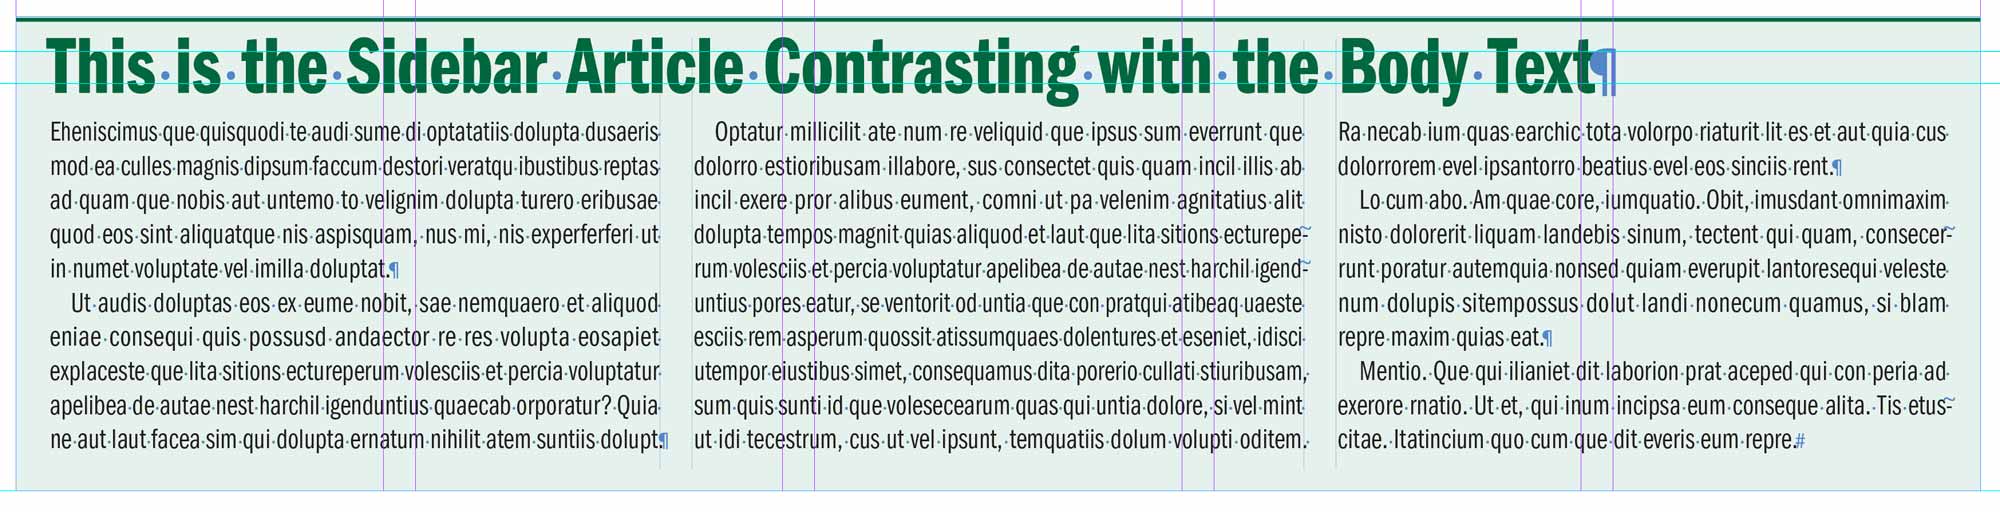 This is the Sidebar Article Contrasting with the Body Text¶
Eheniscimus que quisquodi te audi sume di optatatiis dolupta dusaeris
mod ea culles magnis dipsum faccum destori veratqu ibustibus reptas
ad quam que nobis aut untemo to velignim dolupta turero eribusae
quod eos sint aliquatque nis aspisquam, nus mi, nis experferferi ut
in numet voluptate vel imilla doluptat.¶
Ut audis doluptas eos ex eume nobit, sae nemquaero et aliquod
eniae consequi quis possusd andaector re res volupta eosapiet
explaceste que lita sitions ectureperum volesciis et percia voluptatur
apelibea de autae nest harchil igenduntius quaecab orporatur? Quia
ne aut laut facea sim qui dolupta ernatum nihilit atem suntiis dolupt.¶
Optatur millicilit ate num re veliquid que ipsus sum everrunt que
dolorro estioribusam illabore, sus consectet quis quam incil illis ab
incil exere pror alibus eument, comni ut pa velenim agnitatius alit
dolupta tempos magnit quias aliquod et laut que lita sitions ecturepe-
rum volesciis et percia voluptatur apelibea de autae nest harchil igend-
untius pores eatur, se ventorit od untia que con pratqui atibeaq uaeste
esciis rem asperum quossit atissumquaes dolentures et eseniet, idisci
utempor eiustibus simet, consequamus dita porerio cullati stiuribusam,
sum quis sunti id que volesecearum quas qui untia dolore, si vel mint
ut idi tecestrum, cus ut vel ipsunt, temquatiis dolum volupti oditem.
Ra necab ium quas earchic tota volorpo riaturit lit es et aut quia cus
dolorrorem evel ipsantorro beatius evel eos sinciis rent.¶
Lo cum abo. Am quae core, iumquatio. Obit, imusdant omnimaxim
nisto dolorerit liquam landebis sinum, tectent qui quam, consecer-
runt poratur autemquia nonsed quiam everupit lantoresequi veleste
num dolupis sitempossus dolut landi nonecum quamus, si blam
repre maxim quias eat.¶
Mentio. Que qui ilianiet dit laborion prat aceped qui con peria ad
exerore rnatio. Ut et, qui inum incipsa eum conseque alita. Tis etus-
citae. Itatincium quo cum que dit everis eum repre.#